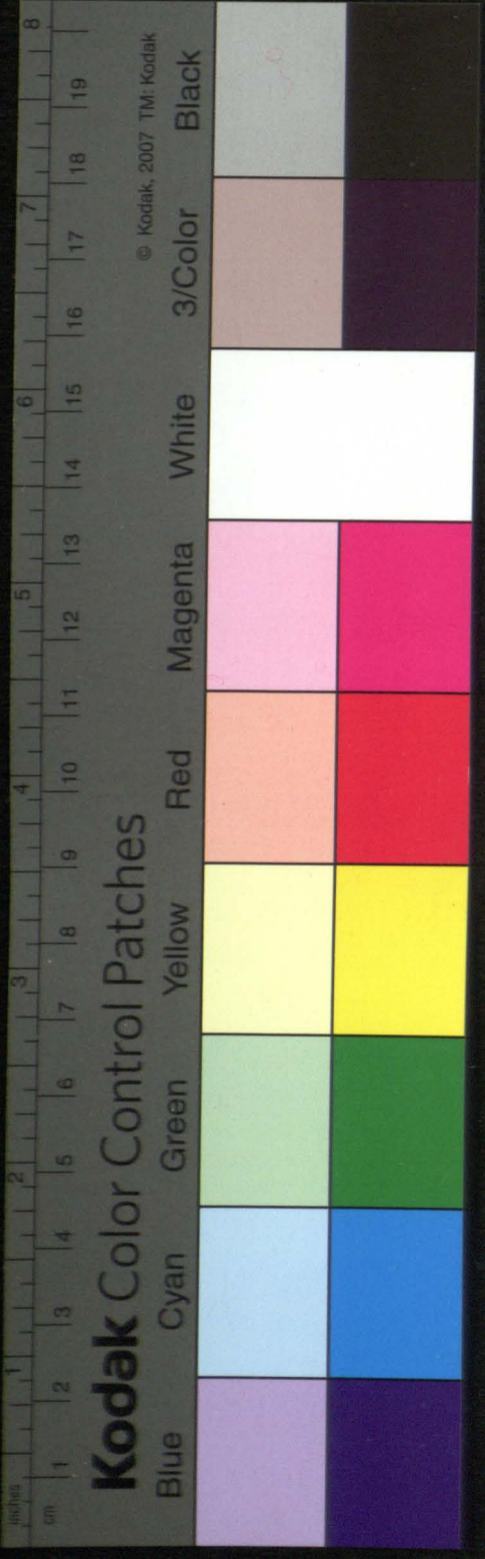 inches 1 2 3 4 5 6 7 8
cm 1 2 3 4 5 6 7 8 9 10 11 12 13 14 15 16 17 18 19
Kodak Color Control Patches
© Kodak, 2007 TM: Kodak
Blue Cyan Green Yellow Red Magenta White 3/Color Black